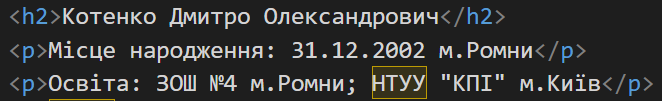 <h2>Котенко Дмитро Олександрович</h2>
<p>Місце народження: 31.12.2002 м.Ромни</p>
<p>Освіта: ЗОШ №4 м.Ромни; НТУУ "КПІ" м.Київ</p>